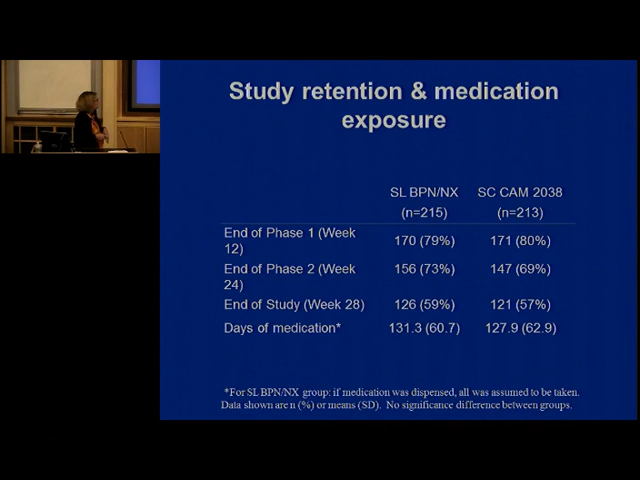 Study retention & medication
exposure
SL BPN/NX SC CAM 2038
(n=215) (n=213)
End of Phase 1 (Week
12) 170 (79%) 171 (80%)
End of Phase 2 (Week
24) 156 (73%) 147 (69%)
End of Study (Week 28) 126 (59%) 121 (57%)
Days of medication* 131.3 (60.7) 127.9 (62.9)
*For SL BPN/NX group: if medication was dispensed, all was assumed to be taken.
Data shown are n (%) or means (SD). No significance difference between groups.